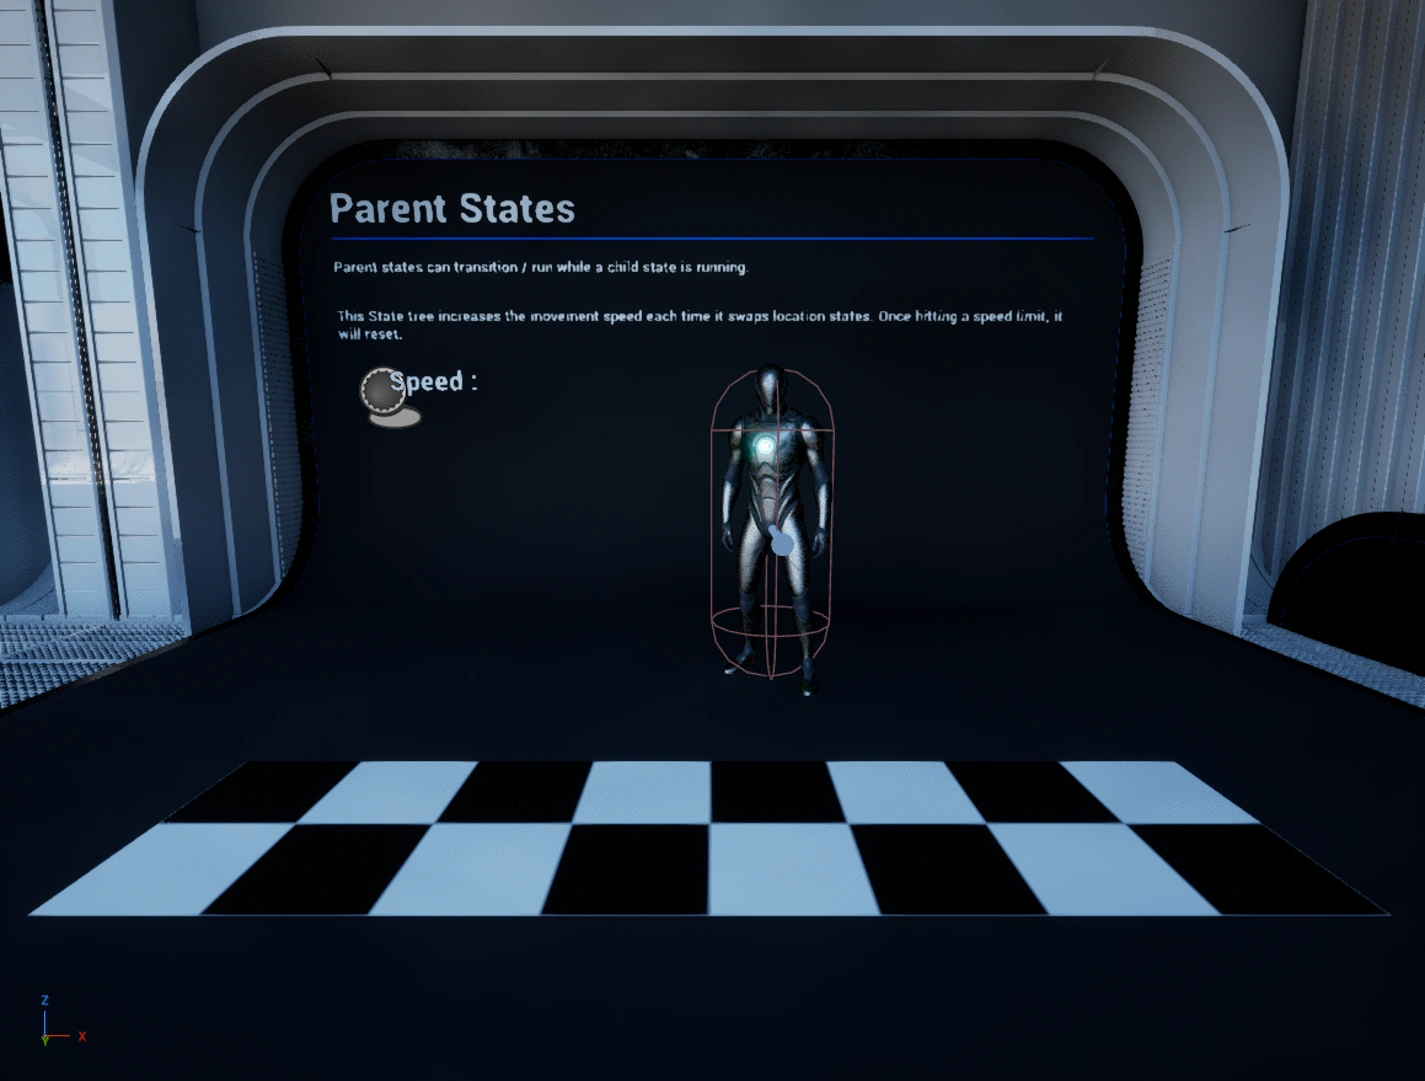 Parent States
Parent states can transition / run while a child state is running.
This State tree increases the movement speed each time it swaps location states. Once hitting a speed limit, it
will reset.
Speed :
Z
X
Y